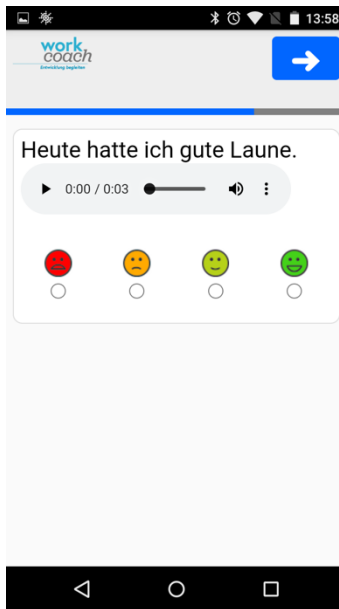 13:58
work
coach
Entwicklung begleiten
Heute hatte ich gute Laune.
0:00 / 0:03